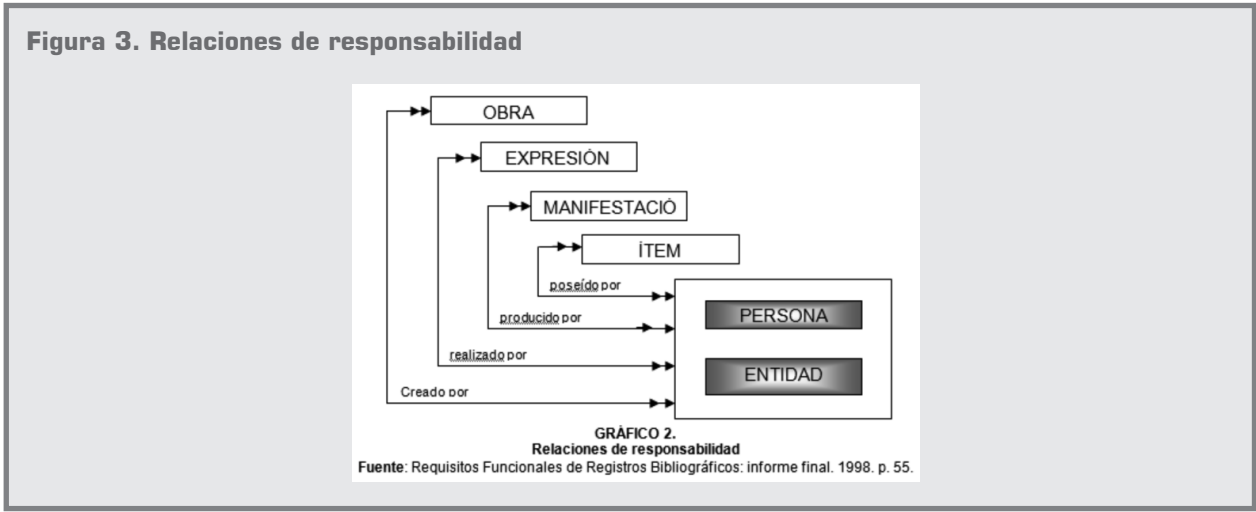 Figura 3. Relaciones de responsabilidad
OBRA
EXPRESIÓN
MANIFESTACIÓ
ÍTEM
poseído por
producido por
PERSONA
realizado por
ENTIDAD
Creado por
GRÁFICO 2.
Relaciones de responsabilidad
Fuente: Requisitos Funcionales de Registros Bibliográficos: informe final. 1998. p. 55.